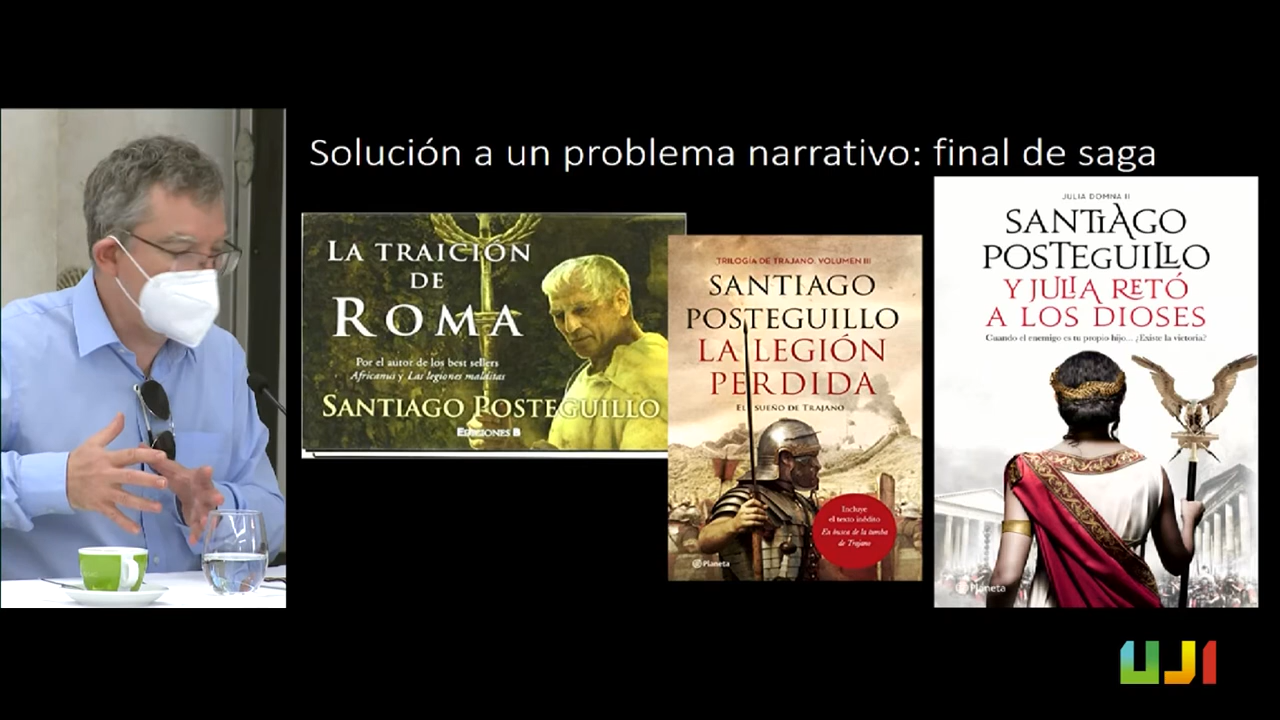 Solución a un problema narrativo: final de saga
LA TRAICIÓN
DE
ROMA
Por el autor de los best sellers
Africanus y Las legiones malditas
SANTIAGO POSTEGUILLO
EDICIONES B
TRILOGÍA DE TRAJANO. VOLUMEN III
SANTIAGO
POSTEGUILLO
LA LEGIÓN
PERDIDA
EL SUEÑO DE TRAJANO
Incluye
el texto inédito
En busca de la tumba
de Trajano
Planeta
JULIA DOMNA II
SANTIAGO
POSTEGUILLO
Y JULIA RETÓ
A LOS DIOSES
Cuando el enemigo es tu propio hijo... ¿Existe la victoria?
Planeta
UJI